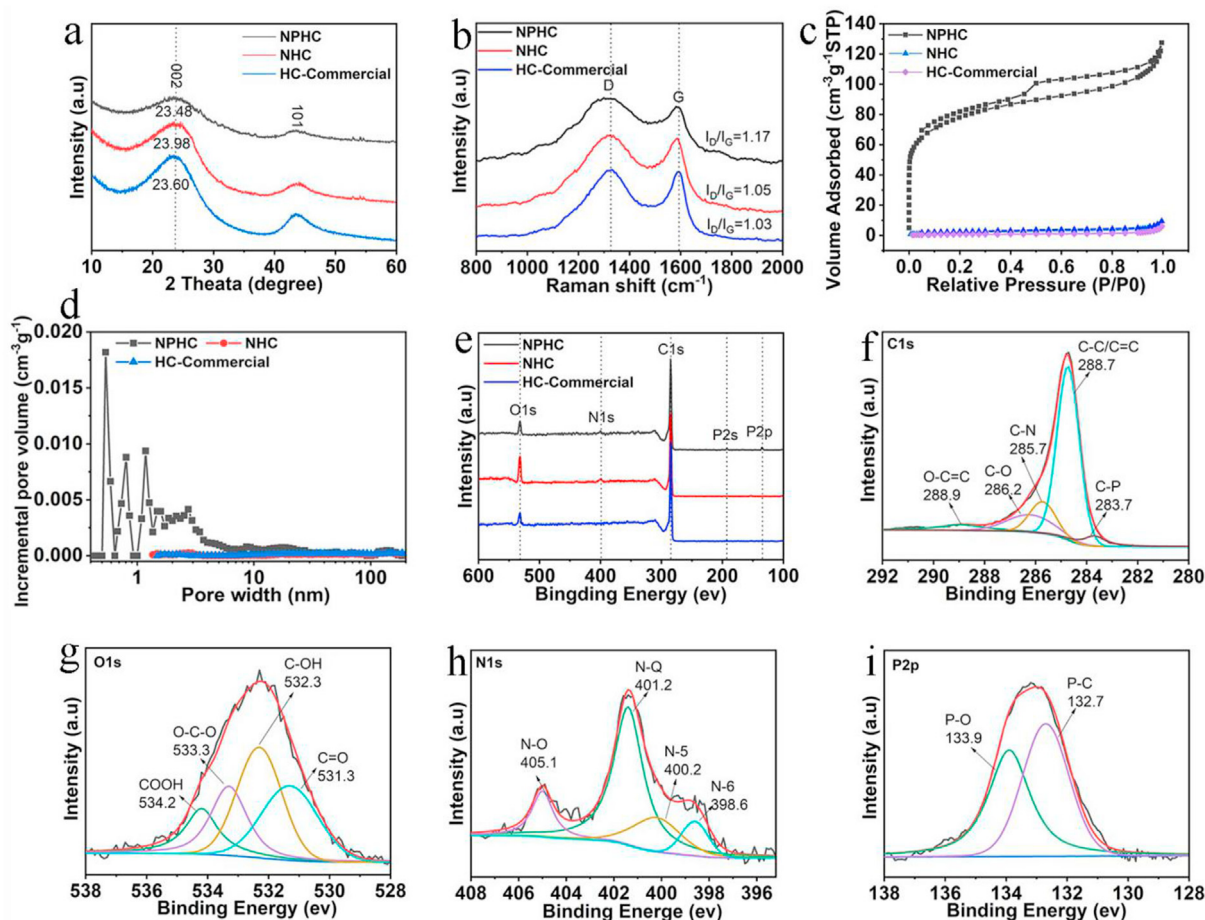 a
NPHC
NHC
HC-Commercial
002
101
23.48
23.98
23.60
Intensity (a.u)
10 20 30 40 50 60
2 Theata (degree)
b
NPHC
NHC
HC-Commercial
D
G
I_D/I_G=1.17
I_D/I_G=1.05
I_D/I_G=1.03
Intensity (a.u)
800 1000 1200 1400 1600 1800 2000
Raman shift (cm⁻¹)
c
NPHC
NHC
HC-Commercial
Volume Adsorbed (cm⁻³g⁻¹STP)
140
120
100
80
60
40
20
10
0
0.0 0.2 0.4 0.6 0.8 1.0
Relative Pressure (P/P0)
d
NPHC NHC
HC-Commercial
Incremental pore volume (cm⁻³g⁻¹)
0.020
0.015
0.010
0.005
0.000
1 10 100
Pore width (nm)
e
NPHC
NHC
HC-Commercial
C1s
O1s
N1s
P2s
P2p
Intensity (a.u)
600 500 400 300 200 100
Bingding Energy (ev)
f
C1s
C-C/C=C
288.7
C-N
285.7
C-O
286.2
O-C=C
288.9
C-P
283.7
Intensity (a.u)
292 290 288 286 284 282 280
Binding Energy (ev)
g
O1s
C-OH
532.3
O-C-O
533.3
C=O
531.3
COOH
534.2
Intensity (a.u)
538 536 534 532 530 528
Binding Energy (ev)
h
N1s
N-Q
401.2
N-O
405.1
N-5
400.2
N-6
398.6
Intensity (a.u)
408 406 404 402 400 398 396
Binding Energe (ev)
i
P2p
P-C
132.7
P-O
133.9
Intensity (a.u)
138 136 134 132 130 128
Binding Energy (ev)